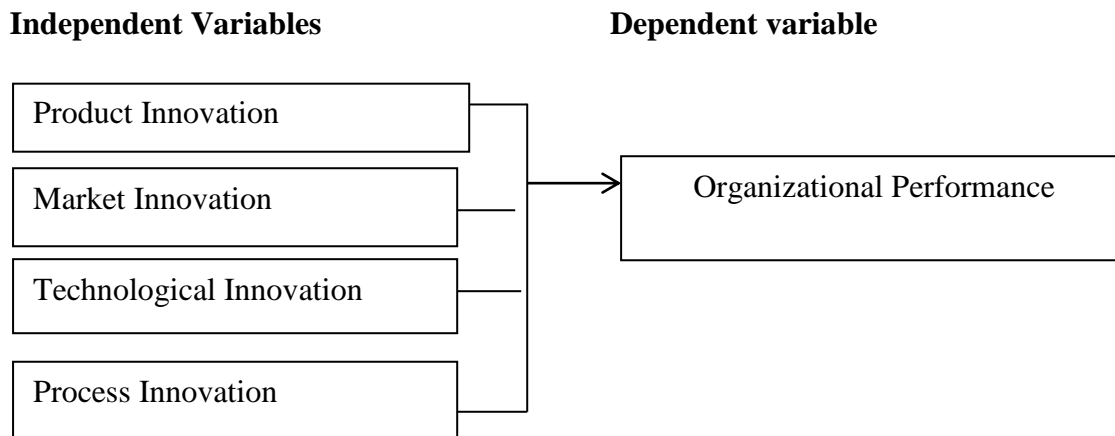 Independent Variables
Dependent variable
Product Innovation
Market Innovation
Technological Innovation
Process Innovation
Organizational Performance